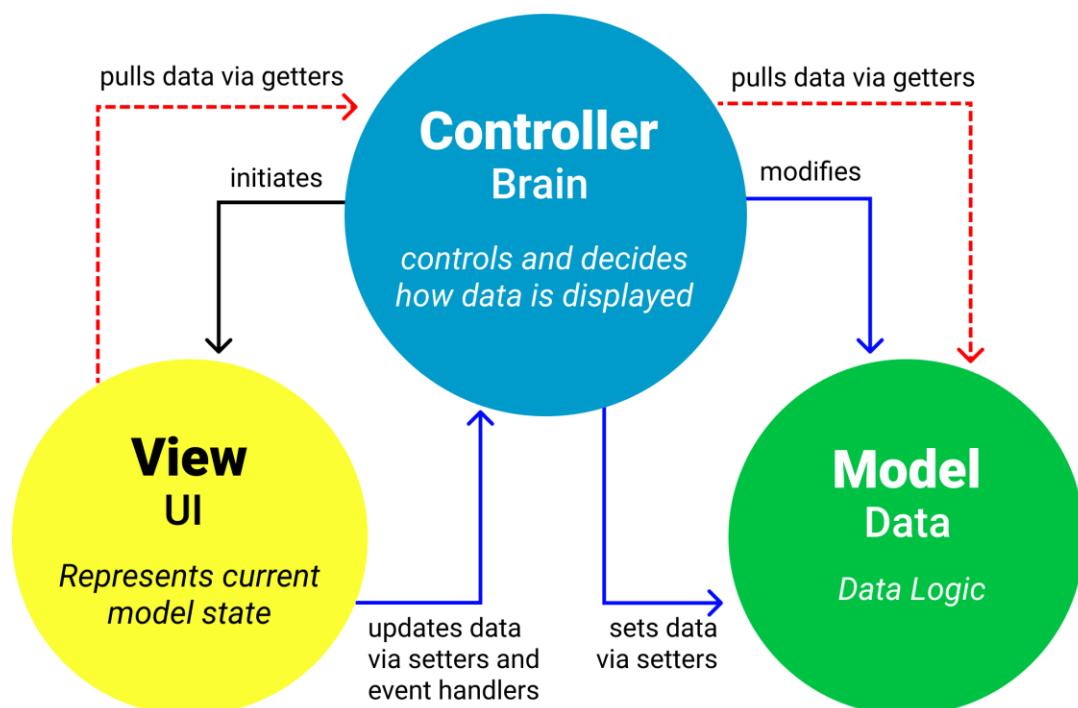 pulls data via getters
pulls data via getters
Controller
Brain
initiates
modifies
controls and decides
how data is displayed
View
UI
Represents current
model state
Model
Data
Data Logic
updates data
via setters and
event handlers
sets data
via setters